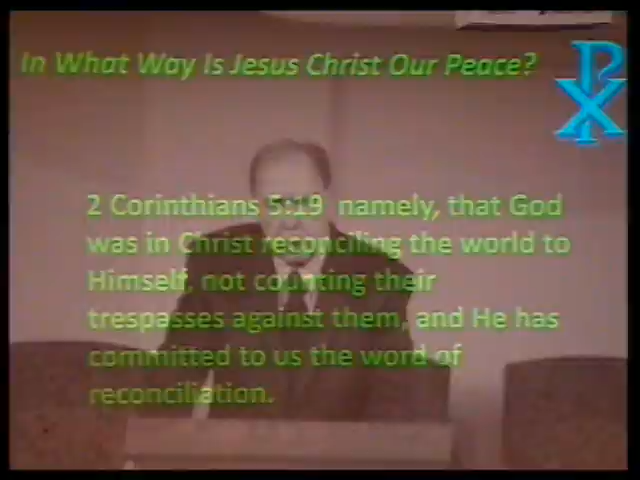 In What Way Is Jesus Christ Our Peace?
2 Corinthians 5:19 namely, that God
was in Christ reconciling the world to
Himself, not counting their
trespasses against them, and He has
committed to us the word of
reconciliation.